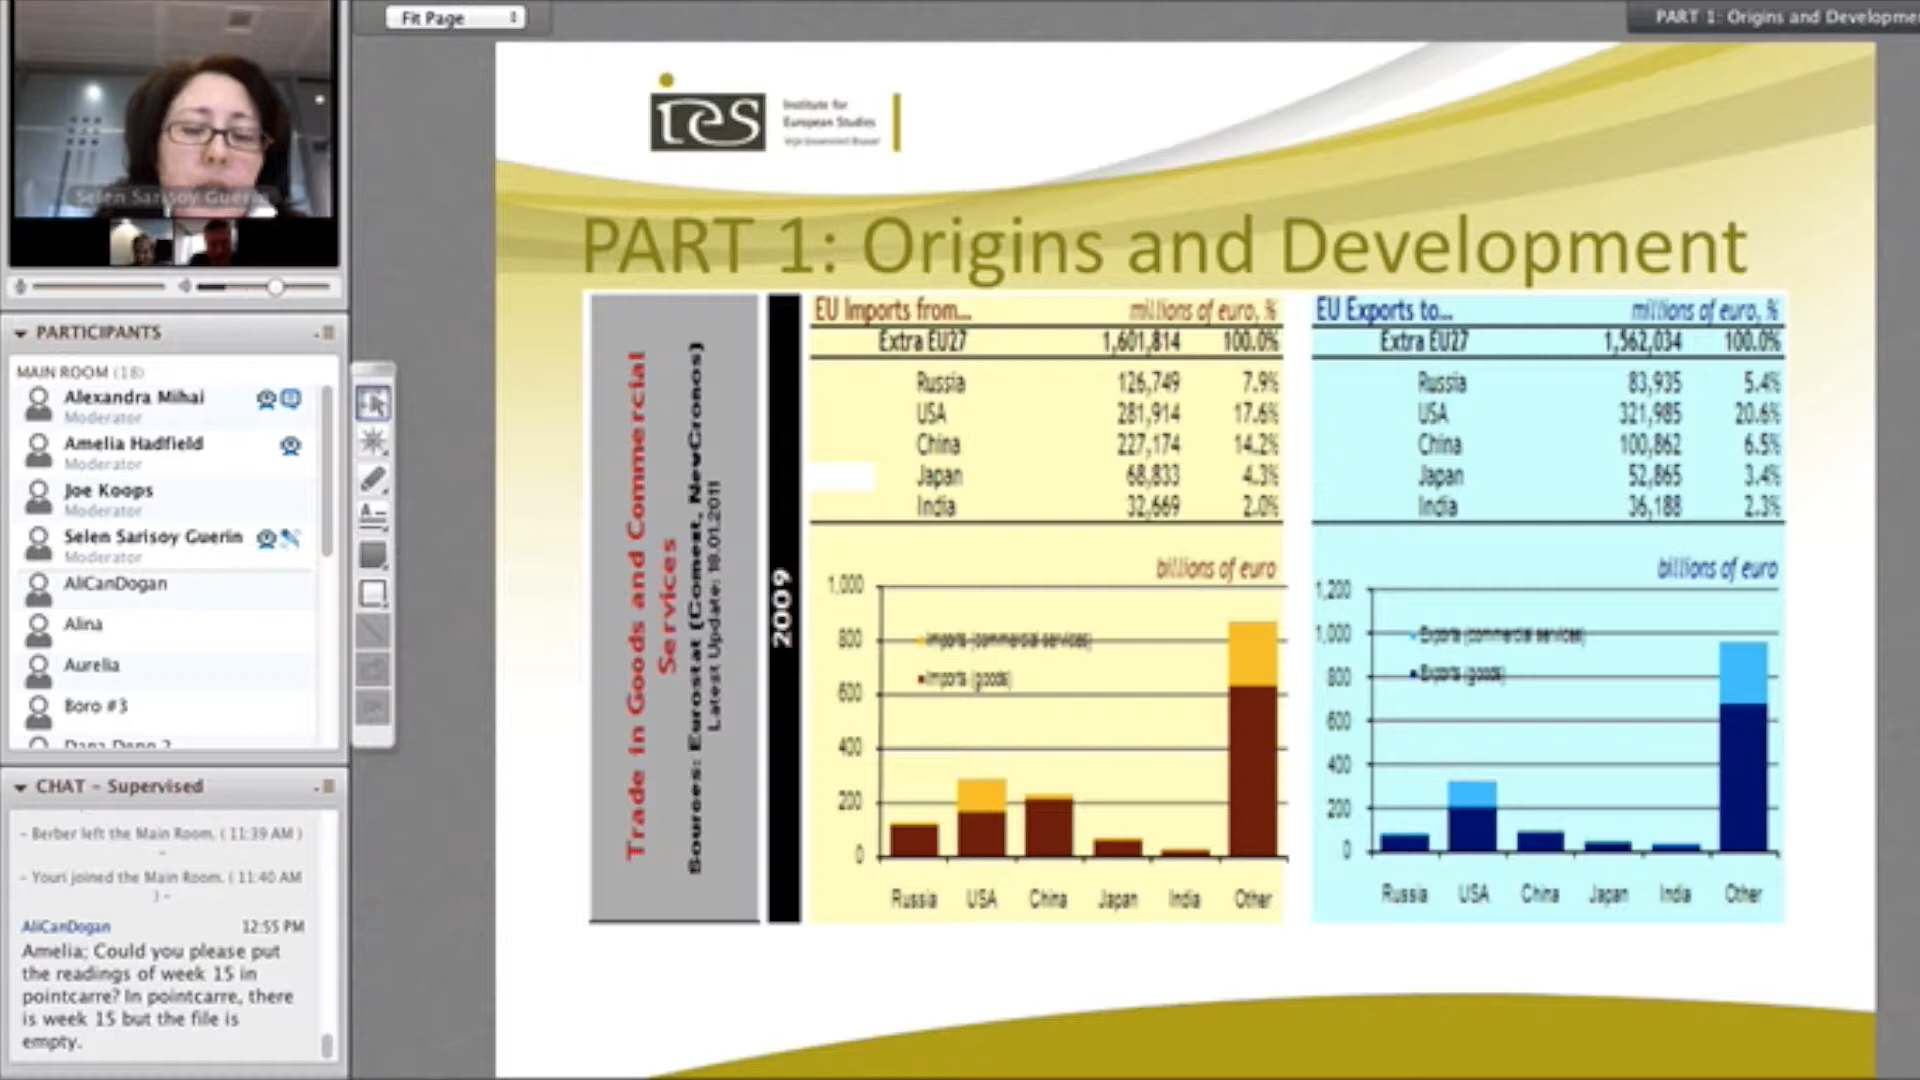 Fit Page
PART 1: Origins and Developme
Selen Sarisoy Guerin
PARTICIPANTS
MAIN ROOM (18)
Alexandra Mihai
Moderator
Amelia Hadfield
Moderator
Joe Koops
Moderator
Selen Sarisoy Guerin
Moderator
AliCanDogan
Alina
Aurelia
Boro #3
CHAT - Supervised
- Berber left the Main Room. ( 11:39 AM )
-
- Youri joined the Main Room. ( 11:40 AM
) -
AliCanDogan 12:55 PM
Amelia; Could you please put
the readings of week 15 in
pointcarre? In pointcarre, there
is week 15 but the file is
empty.
ies
Institute for
European Studies
Vrije Universiteit Brussel
PART 1: Origins and Development
Trade in Goods and Commercial
Services
Sources: Eurostat (Comext, NewCronos)
Latest Update: 18.01.2011
2009
EU Imports from... millions of euro, %
Extra EU27 1,601,814 100.0%
Russia 126,749 7.9%
USA 281,914 17.6%
China 227,174 14.2%
Japan 68,833 4.3%
India 32,669 2.0%
billions of euro
1,000
800
600
400
200
0
Imports (commercial services)
Imports (goods)
Russia USA China Japan India Other
EU Exports to... millions of euro, %
Extra EU27 1,562,034 100.0%
Russia 83,935 5.4%
USA 321,985 20.6%
China 100,862 6.5%
Japan 52,865 3.4%
India 36,188 2.3%
billions of euro
1,200
1,000
800
600
400
200
0
Exports (commercial services)
Exports (goods)
Russia USA China Japan India Other